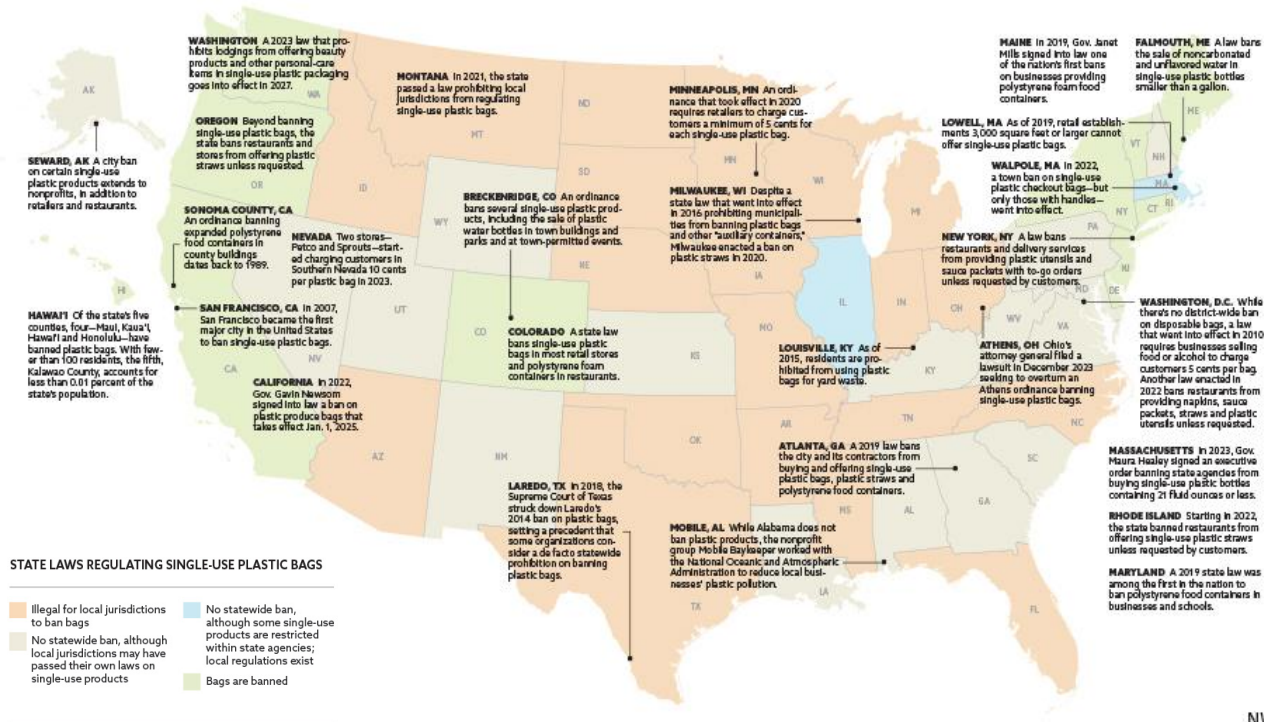 WASHINGTON A 2023 law that pro-
hibits lodgings from offering beauty
products and other personal-care
items in single-use plastic packaging
goes into effect in 2027.
WA
OREGON Beyond banning
single-use plastic bags, the
state bans restaurants and
stores from offering plastic
straws unless requested.
OR
MONTANA In 2021, the state
passed a law prohibiting local
jurisdictions from regulating
single-use plastic bags.
MT
ID
ND
SD
WY
NE
MINNEAPOLIS, MN An ordi-
nance that took effect in 2020
requires retailers to charge cus-
tomers a minimum of 5 cents for
each single-use plastic bag.
MN
WI
MI
MAINE In 2019, Gov. Janet
Mills signed into law one
of the nation's first bans
on businesses providing
polystyrene foam food
containers.
FALMOUTH, ME A law bans
the sale of noncarbonated
and unflavored water in
single-use plastic bottles
smaller than a gallon.
ME
LOWELL, MA As of 2019, retail establish-
ments 3,000 square feet or larger cannot
offer single-use plastic bags.
VT
NH
WALPOLE, MA In 2022,
a town ban on single-use
plastic checkout bags—but
only those with handles—
went into effect.
MA
NY
CT
RI
PA
NJ
AK
SEWARD, AK A city ban
on certain single-use
plastic products extends to
nonprofits, in addition to
retailers and restaurants.
SONOMA COUNTY, CA
An ordinance banning
expanded polystyrene
food containers in
county buildings
dates back to 1989.
NEVADA Two stores—
Petco and Sprouts—start-
ed charging customers in
Southern Nevada 10 cents
per plastic bag in 2023.
BRECKENRIDGE, CO An ordinance
bans several single-use plastic prod-
ucts, including the sale of plastic
water bottles in town buildings and
parks and at town-permitted events.
MILWAUKEE, WI Despite a
state law that went into effect
in 2016 prohibiting municipali-
ties from banning plastic bags
and other "auxiliary containers,"
Milwaukee enacted a ban on
plastic straws in 2020.
IA
NEW YORK, NY A law bans
restaurants and delivery services
from providing plastic utensils and
sauce packets with to-go orders
unless requested by customers.
MD
DE
HI
HAWAI'I Of the state's five
counties, four—Maui, Kaua'i,
Hawai'i and Honolulu—have
banned plastic bags. With few-
er than 100 residents, the fifth,
Kalawao County, accounts for
less than 0.01 percent of the
state's population.
SAN FRANCISCO, CA In 2007,
San Francisco became the first
major city in the United States
to ban single-use plastic bags.
NV
UT
CA
CO
COLORADO A state law
bans single-use plastic
bags in most retail stores
and polystyrene foam
containers in restaurants.
KS
MO
IL
IN
OH
WV
VA
LOUISVILLE, KY As of
2015, residents are pro-
hibited from using plastic
bags for yard waste.
KY
ATHENS, OH Ohio's
attorney general filed a
lawsuit in December 2023
seeking to overturn an
Athens ordinance banning
single-use plastic bags.
WASHINGTON, D.C. While
there's no district-wide ban
on disposable bags, a law
that went into effect in 2010
requires businesses selling
food or alcohol to charge
customers 5 cents per bag.
Another law enacted in
2022 bans restaurants from
providing napkins, sauce
packets, straws and plastic
utensils unless requested.
CALIFORNIA In 2022,
Gov. Gavin Newsom
signed into law a ban on
plastic produce bags that
takes effect Jan. 1, 2025.
AZ
NM
OK
AR
TN
NC
SC
ATLANTA, GA A 2019 law bans
the city and its contractors from
buying and offering single-use
plastic bags, plastic straws and
polystyrene food containers.
MS
AL
GA
MASSACHUSETTS In 2023, Gov.
Maura Healey signed an executive
order banning state agencies from
buying single-use plastic bottles
containing 21 fluid ounces or less.
LAREDO, TX In 2018, the
Supreme Court of Texas
struck down Laredo's
2014 ban on plastic bags,
setting a precedent that
some organizations con-
sider a de facto statewide
prohibition on banning
plastic bags.
TX
MOBILE, AL While Alabama does not
ban plastic products, the nonprofit
group Mobile Baykeeper worked with
the National Oceanic and Atmospheric
Administration to reduce local busi-
nesses' plastic pollution.
LA
FL
RHODE ISLAND Starting in 2022,
the state banned restaurants from
offering single-use plastic straws
unless requested by customers.
MARYLAND A 2019 state law was
among the first in the nation to
ban polystyrene food containers in
businesses and schools.
STATE LAWS REGULATING SINGLE-USE PLASTIC BAGS
Illegal for local jurisdictions
to ban bags
No statewide ban, although
local jurisdictions may have
passed their own laws on
single-use products
No statewide ban,
although some single-use
products are restricted
within state agencies;
local regulations exist
Bags are banned